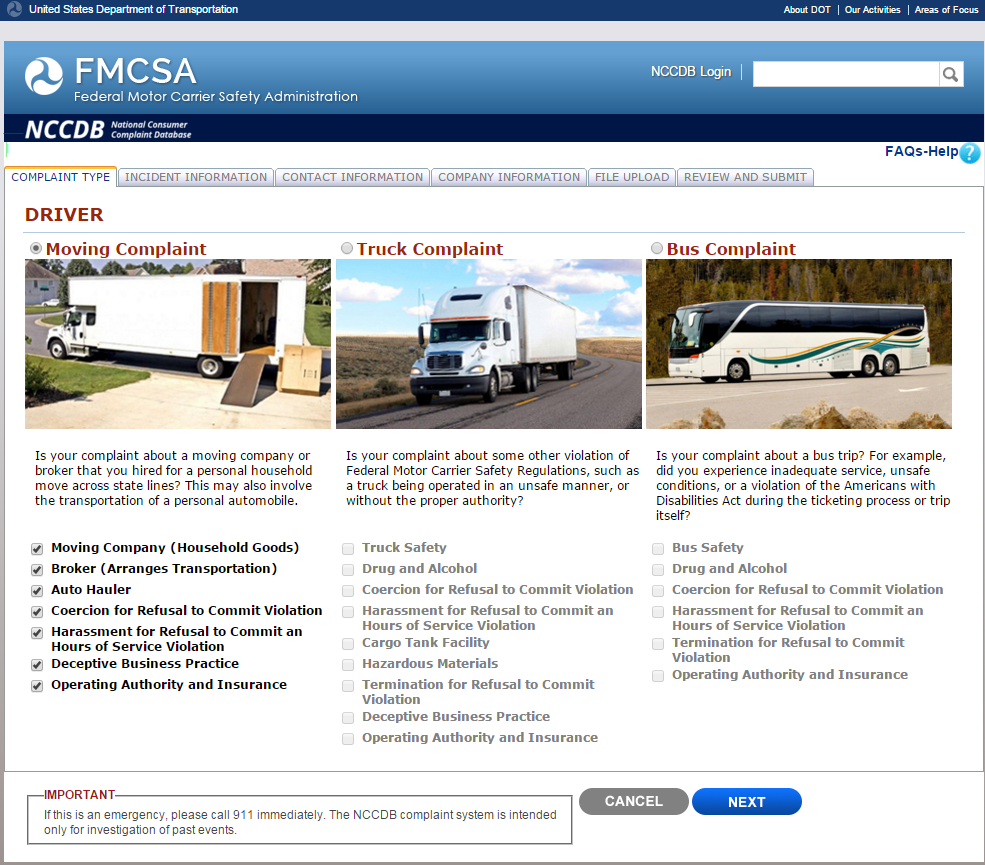 United States Department of Transportation
About DOT | Our Activities | Areas of Focus
FMCSA
Federal Motor Carrier Safety Administration
NCCDB Login
NCCDB National Consumer
Complaint Database
FAQs-Help ?
COMPLAINT TYPE INCIDENT INFORMATION CONTACT INFORMATION COMPANY INFORMATION FILE UPLOAD REVIEW AND SUBMIT
DRIVER
Moving Complaint
Is your complaint about a moving company or
broker that you hired for a personal household
move across state lines? This may also involve
the transportation of a personal automobile.
Moving Company (Household Goods)
Broker (Arranges Transportation)
Auto Hauler
Coercion for Refusal to Commit Violation
Harassment for Refusal to Commit an
Hours of Service Violation
Deceptive Business Practice
Operating Authority and Insurance
Truck Complaint
Is your complaint about some other violation of
Federal Motor Carrier Safety Regulations, such as
a truck being operated in an unsafe manner, or
without the proper authority?
Truck Safety
Drug and Alcohol
Coercion for Refusal to Commit Violation
Harassment for Refusal to Commit an
Hours of Service Violation
Cargo Tank Facility
Hazardous Materials
Termination for Refusal to Commit
Violation
Deceptive Business Practice
Operating Authority and Insurance
Bus Complaint
Is your complaint about a bus trip? For example,
did you experience inadequate service, unsafe
conditions, or a violation of the Americans with
Disabilities Act during the ticketing process or trip
itself?
Bus Safety
Drug and Alcohol
Coercion for Refusal to Commit Violation
Harassment for Refusal to Commit an
Hours of Service Violation
Termination for Refusal to Commit
Violation
Operating Authority and Insurance
IMPORTANT
If this is an emergency, please call 911 immediately. The NCCDB complaint system is intended
only for investigation of past events.
CANCEL
NEXT